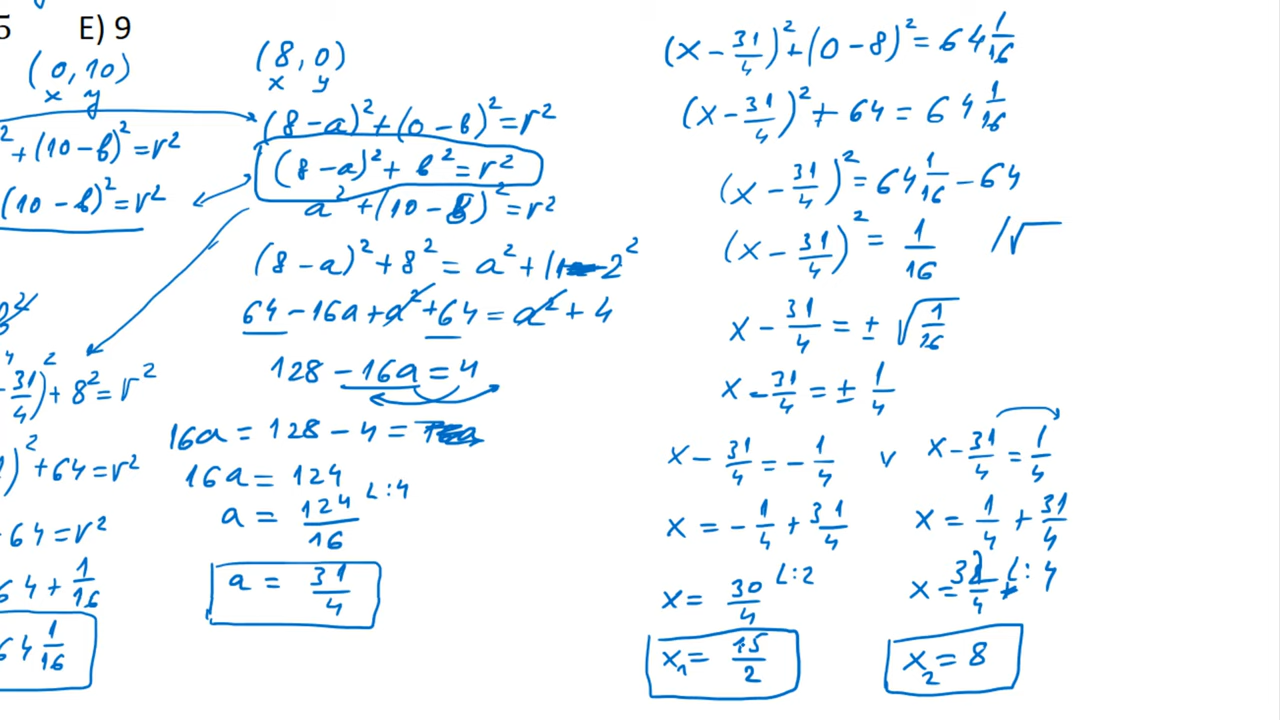 5 E) 9
(0, 10)
x y
² + (10 - b)² = r²
(10 - b)² = r²
31/4)² + 8² = r²
)² + 64 = r²
64 = r²
64 + 1/16
64 1/16
(8, 0)
x y
(8 - a)² + (0 - b)² = r²
(8 - a)² + b² = r²
a² + (10 - b)² = r²
(8 - a)² + 8² = a² + 2²
64 - 16a + a² + 64 = a² + 4
128 - 16a = 4
16a = 128 - 4 =
16a = 124
a = 124/16 L:4
a = 31/4
(x - 31/4)² + (0 - 8)² = 64 1/16
(x - 31/4)² + 64 = 64 1/16
(x - 31/4)² = 64 1/16 - 64
(x - 31/4)² = 1/16 /√
x - 31/4 = ± √(1/16)
x - 31/4 = ± 1/4
x - 31/4 = - 1/4 v x - 31/4 = 1/4
x = - 1/4 + 31/4 x = 1/4 + 31/4
x = 30/4 L:2 x = 32/4 L:4
x₁ = 15/2 x₂ = 8